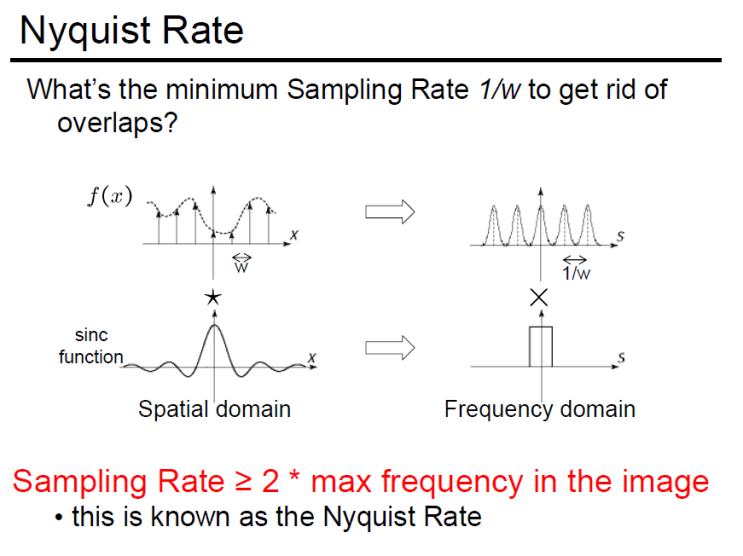 Nyquist Rate
What's the minimum Sampling Rate 1/w to get rid of
overlaps?
f(x)
x
s
w
1/w
★
×
sinc
function
x
s
Spatial domain
Frequency domain
Sampling Rate ≥ 2 * max frequency in the image
• this is known as the Nyquist Rate